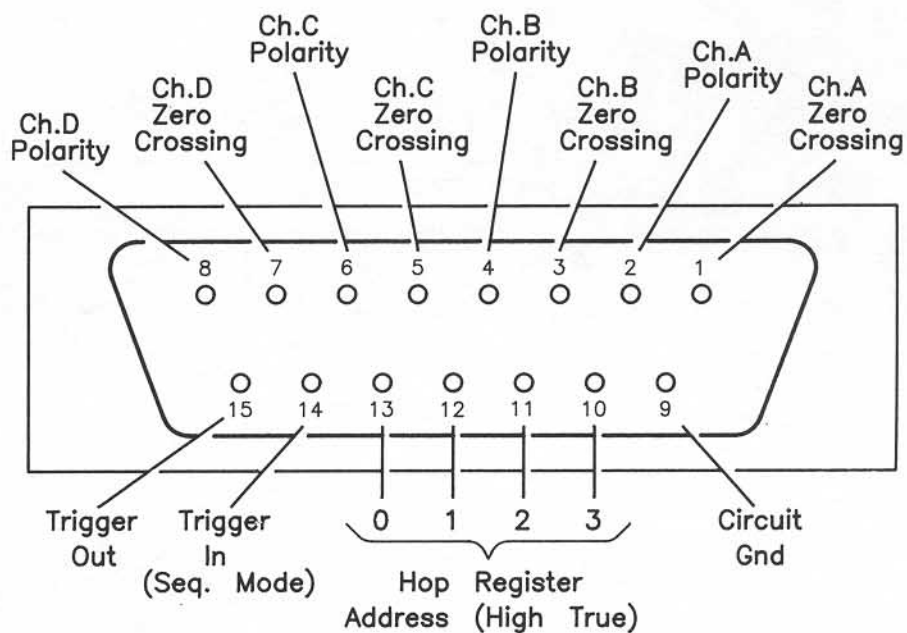 Ch.D
Polarity
Ch.D
Zero
Crossing
Ch.C
Polarity
Ch.C
Zero
Crossing
Ch.B
Polarity
Ch.B
Zero
Crossing
Ch.A
Polarity
Ch.A
Zero
Crossing
8 7 6 5 4 3 2 1
15 14 13 12 11 10 9
Trigger
Out
Trigger
In
(Seq. Mode)
0 1 2 3
Hop Register
Address (High True)
Circuit
Gnd